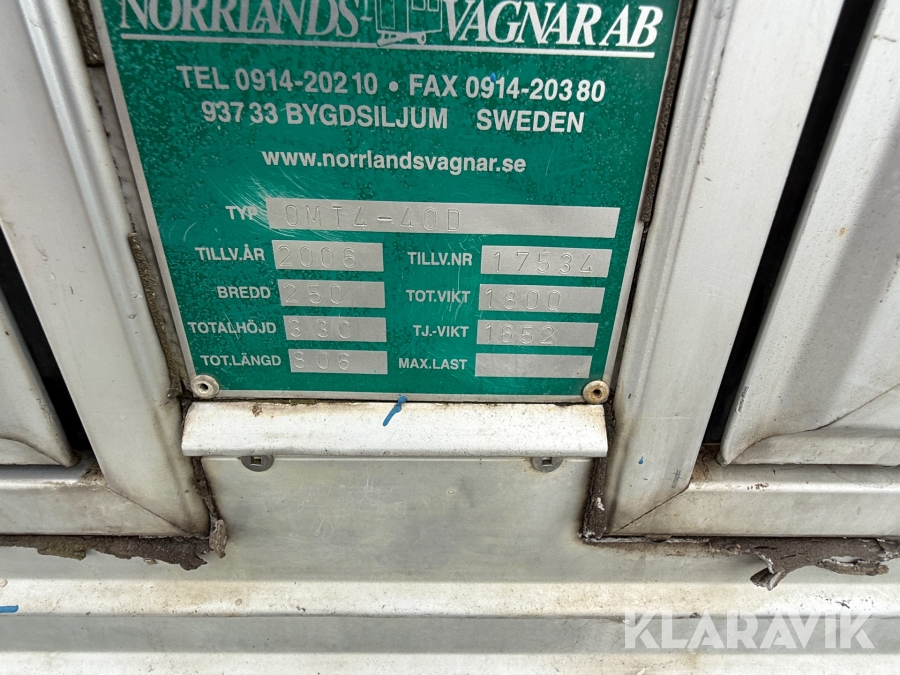 NORRLANDS VAGNAR AB
TEL 0914-202 10 • FAX 0914-203 80
937 33 BYGDSILJUM SWEDEN
www.norrlandsvagnar.se
TYP OMT4-40D
TILLV.ÅR 2006 TILLV.NR 17534
BREDD 250 TOT.VIKT 1800
TOTALHÖJD 330 TJ.-VIKT 1652
TOT.LÄNGD 806 MAX.LAST
KLARAVIK